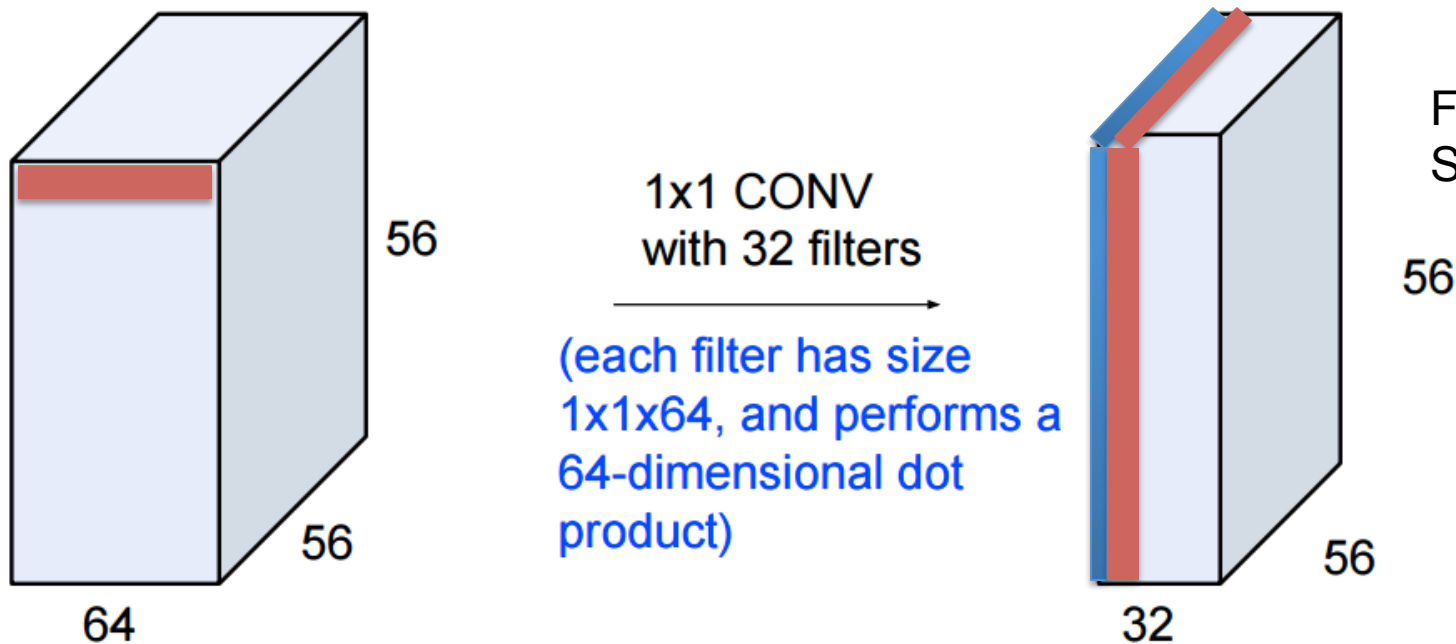 56
56
64
1x1 CONV
with 32 filters
(each filter has size
1x1x64, and performs a
64-dimensional dot
product)
F
S
56
56
32